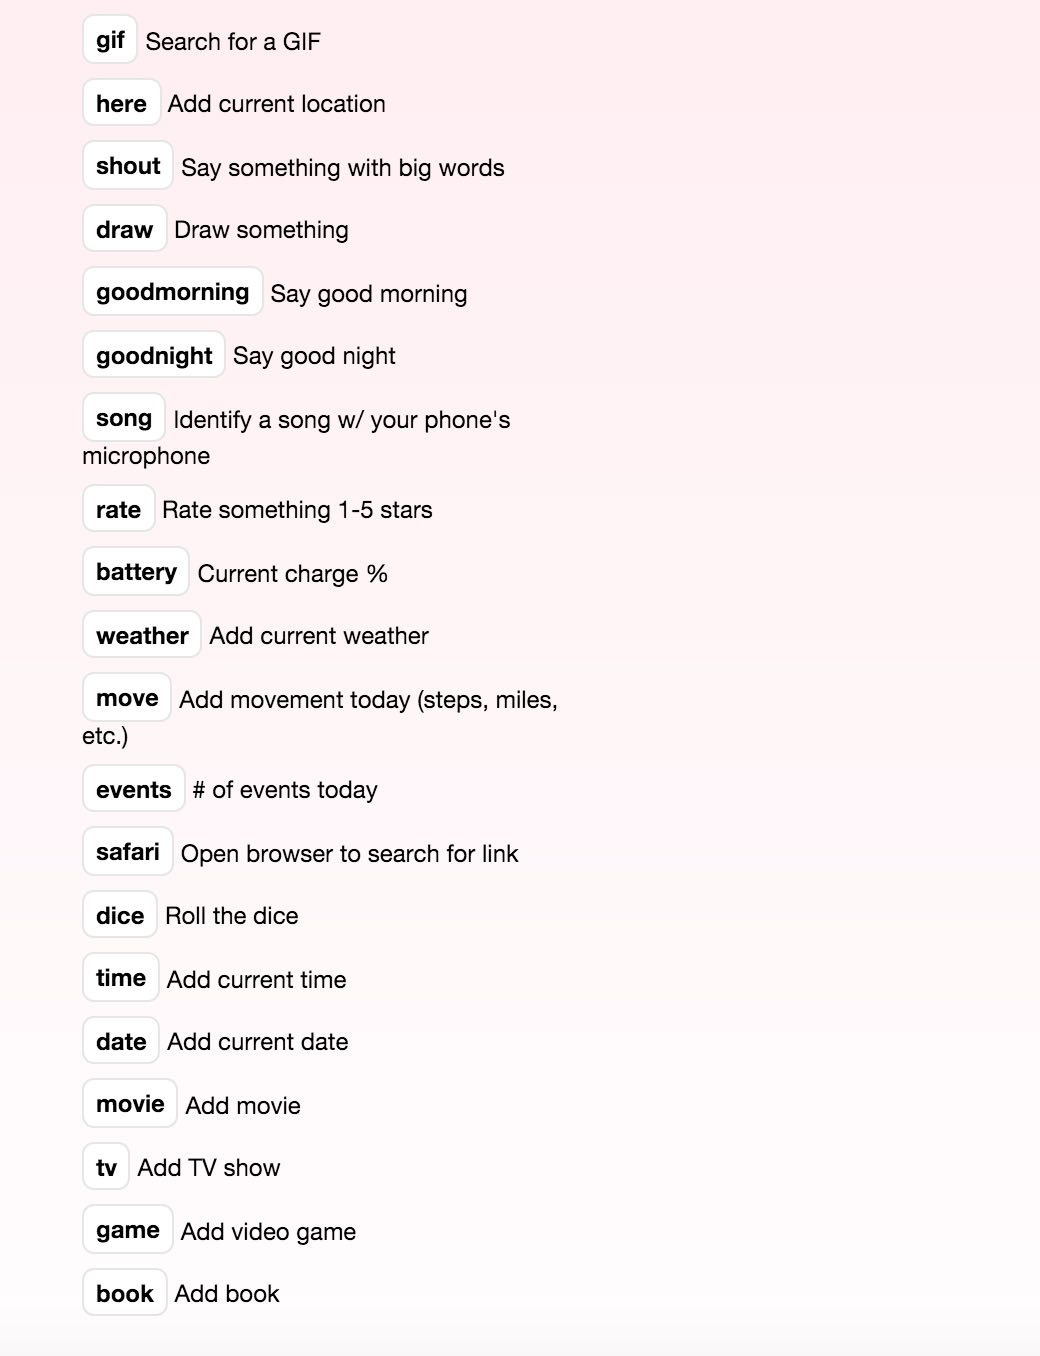 gif Search for a GIF
here Add current location
shout Say something with big words
draw Draw something
goodmorning Say good morning
goodnight Say good night
song Identify a song w/ your phone's
microphone
rate Rate something 1-5 stars
battery Current charge %
weather Add current weather
move Add movement today (steps, miles,
etc.)
events # of events today
safari Open browser to search for link
dice Roll the dice
time Add current time
date Add current date
movie Add movie
tv Add TV show
game Add video game
book Add book